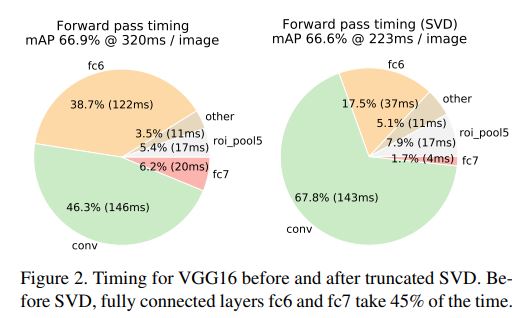 Forward pass timing
mAP 66.9% @ 320ms / image
fc6
38.7% (122ms)
other
3.5% (11ms)
roi_pool5
5.4% (17ms)
6.2% (20ms)
fc7
46.3% (146ms)
conv
Forward pass timing (SVD)
mAP 66.6% @ 223ms / image
fc6
17.5% (37ms)
other
5.1% (11ms)
roi_pool5
7.9% (17ms)
1.7% (4ms)
fc7
67.8% (143ms)
conv
Figure 2. Timing for VGG16 before and after truncated SVD. Be-
fore SVD, fully connected layers fc6 and fc7 take 45% of the time.